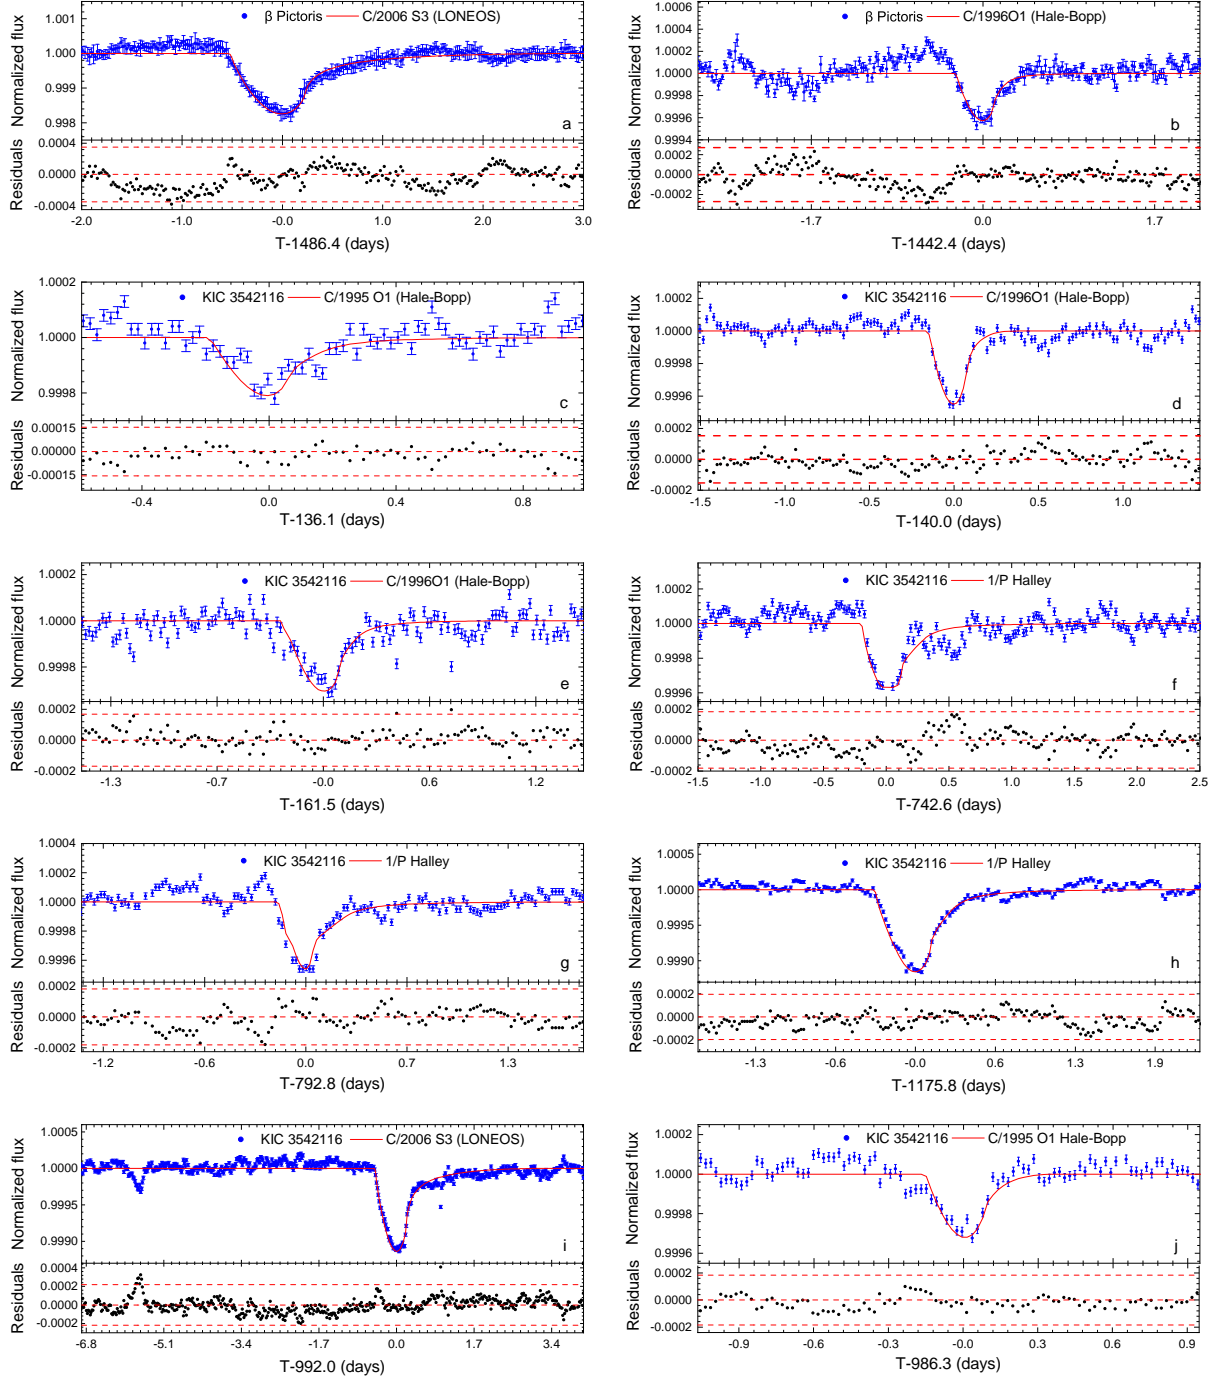 β Pictoris C/2006 S3 (LONEOS)
Normalized flux
1.001
1.000
0.999
0.998
a
Residuals
0.0004
0.0000
-0.0004
-2.0 -1.0 -0.0 1.0 2.0 3.0
T-1486.4 (days)
β Pictoris C/1996O1 (Hale-Bopp)
Normalized flux
1.0006
1.0004
1.0002
1.0000
0.9998
0.9996
0.9994
b
Residuals
0.0002
0.0000
-0.0002
-1.7 0.0 1.7
T-1442.4 (days)
KIC 3542116 C/1995 O1 (Hale-Bopp)
Normalized flux
1.0002
1.0000
0.9998
c
Residuals
0.00015
0.00000
-0.00015
-0.4 -0.0 0.4 0.8
T-136.1 (days)
KIC 3542116 C/1996O1 (Hale-Bopp)
Normalized flux
1.0002
1.0000
0.9998
0.9996
d
Residuals
0.0002
0.0000
-0.0002
-1.5 -1.0 -0.5 0.0 0.5 1.0
T-140.0 (days)
KIC 3542116 C/1996O1 (Hale-Bopp)
Normalized flux
1.0002
1.0000
0.9998
e
Residuals
0.0002
0.0000
-0.0002
-1.3 -0.7 -0.0 0.6 1.2
T-161.5 (days)
KIC 3542116 1/P Halley
Normalized flux
1.0002
1.0000
0.9998
0.9996
f
Residuals
0.0002
0.0000
-0.0002
-1.5 -1.0 -0.5 0.0 0.5 1.0 1.5 2.0 2.5
T-742.6 (days)
KIC 3542116 1/P Halley
Normalized flux
1.0004
1.0002
1.0000
0.9998
0.9996
g
Residuals
0.0002
0.0000
-0.0002
-1.2 -0.6 0.0 0.7 1.3
T-792.8 (days)
KIC 3542116 1/P Halley
Normalized flux
1.0005
1.0000
0.9995
0.9990
h
Residuals
0.0002
0.0000
-0.0002
-1.3 -0.6 -0.0 0.6 1.3 1.9
T-1175.8 (days)
KIC 3542116 C/2006 S3 (LONEOS)
Normalized flux
1.0005
1.0000
0.9995
0.9990
i
Residuals
0.0004
0.0002
0.0000
-0.0002
-6.8 -5.1 -3.4 -1.7 0.0 1.7 3.4
T-992.0 (days)
KIC 3542116 C/1995 O1 Hale-Bopp
Normalized flux
1.0002
1.0000
0.9998
0.9996
j
Residuals
0.0002
0.0000
-0.0002
-0.9 -0.6 -0.3 -0.0 0.3 0.6 0.9
T-986.3 (days)